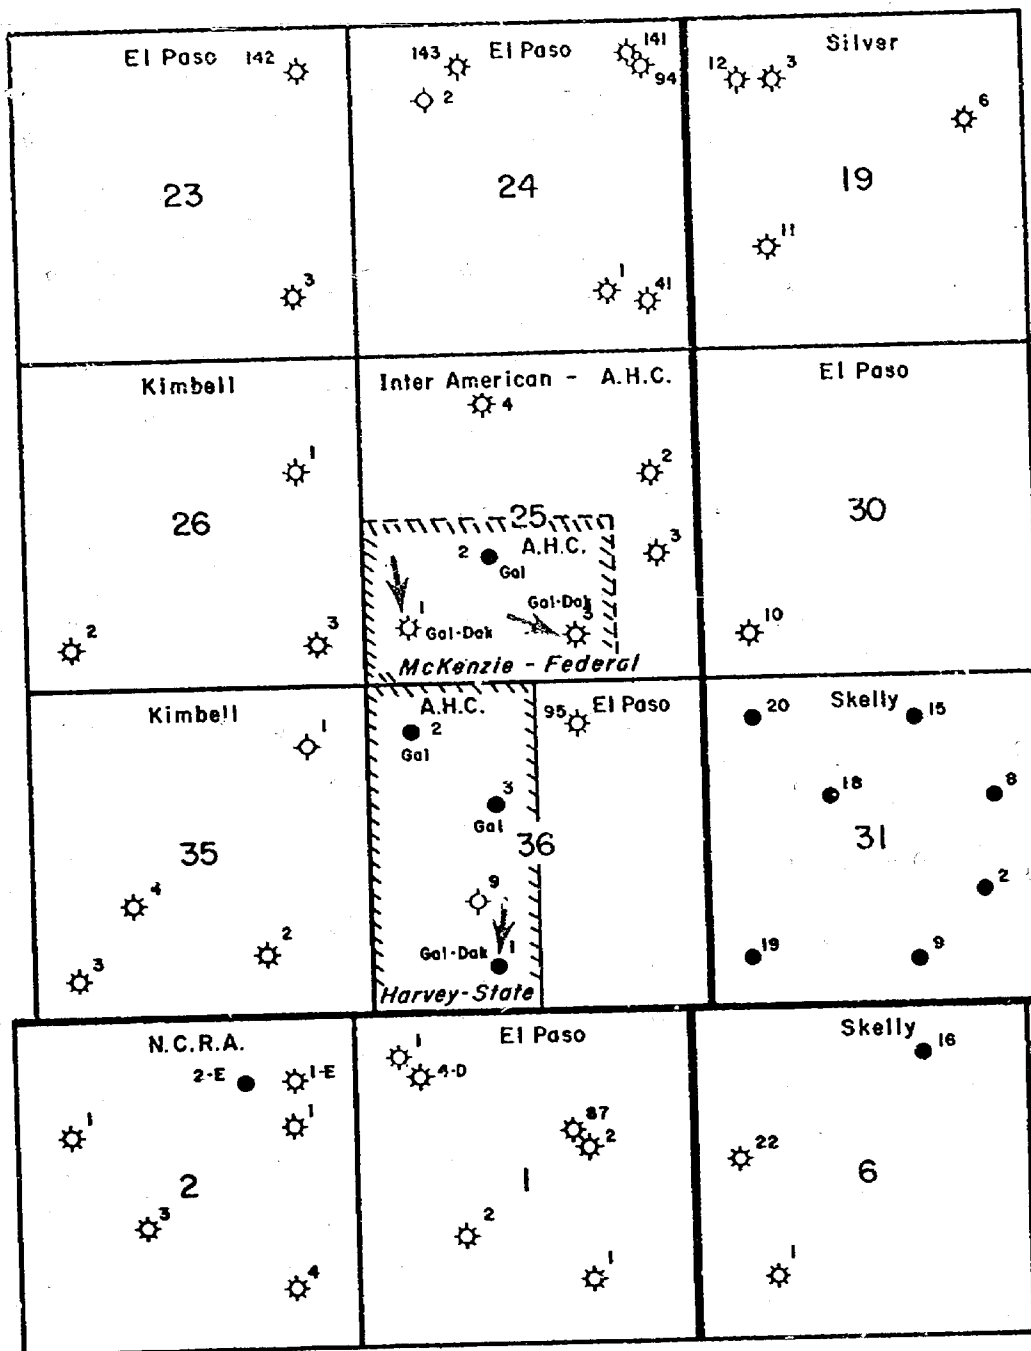 El Paso 142
23
3
143 El Paso 141
94
2
24
1
41
Silver
12 3
6
19
11
Kimbell
1
26
2
3
Inter American - A.H.C.
4
2
25
3
A.H.C.
2
Gal
1
Gal-Dak
Gal-Dak
3
McKenzie - Federal
El Paso
30
10
Kimbell
1
35
4
2
3
A.H.C.
2
Gal
3
Gal
36
9
Gal-Dak 1
Harvey-State
95 El Paso
Skelly
20
15
18
8
31
2
19
9
N.C.R.A.
2-E
1-E
1
1
2
3
4
El Paso
1
4-D
87
2
1
2
1
Skelly
16
22
6
1